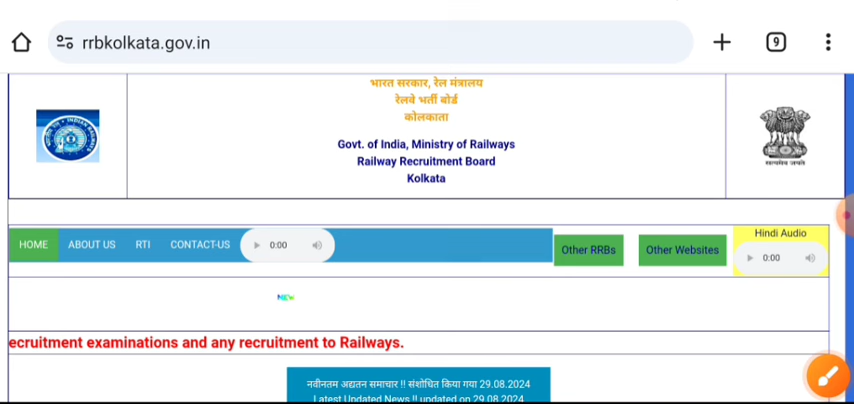 rrbkolkata.gov.in
9
भारत सरकार, रेल मंत्रालय
रेलवे भर्ती बोर्ड
कोलकाता
Govt. of India, Ministry of Railways
Railway Recruitment Board
Kolkata
सत्यमेव जयते
HOME ABOUT US RTI CONTACT-US 0:00 Other RRBs Other Websites
Hindi Audio
0:00
NEW
ecruitment examinations and any recruitment to Railways.
नवीनतम अद्यतन समाचार !! संशोधित किया गया 29.08.2024
Latest Updated News !! updated on 29.08.2024